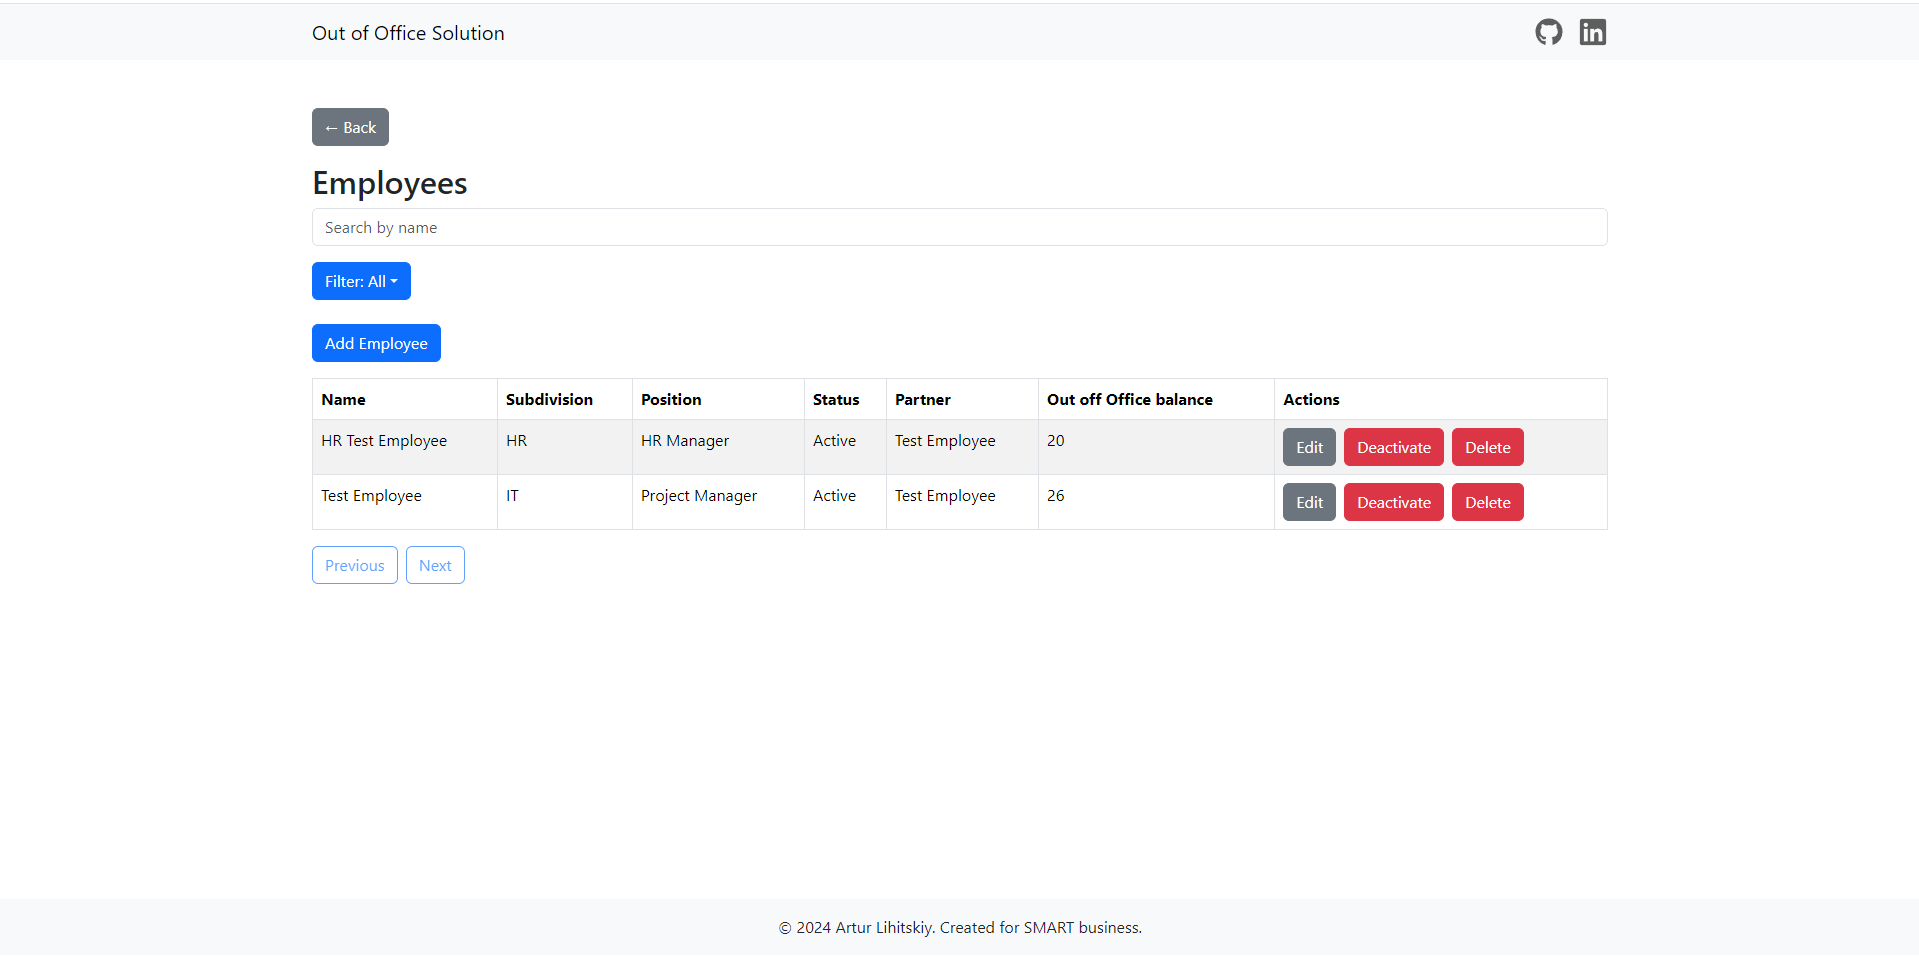 Out of Office Solution
← Back
Employees
Search by name
Filter: All
Add Employee
Name Subdivision Position Status Partner Out off Office balance Actions
HR Test Employee HR HR Manager Active Test Employee 20 Edit Deactivate Delete
Test Employee IT Project Manager Active Test Employee 26 Edit Deactivate Delete
Previous Next
© 2024 Artur Lihitskiy. Created for SMART business.